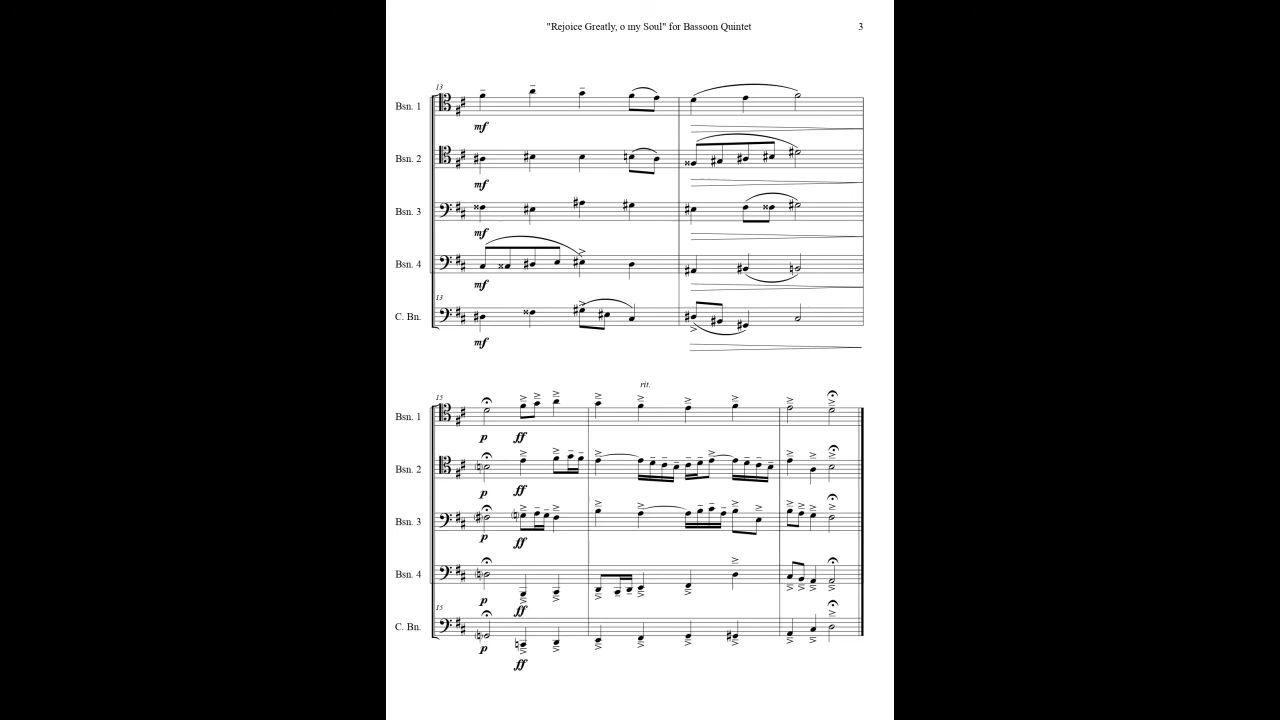 "Rejoice Greatly, o my Soul" for Bassoon Quintet 3
13
Bsn. 1
mf
Bsn. 2
mf
Bsn. 3
mf
Bsn. 4
mf
13
C. Bn.
mf
rit.
15
Bsn. 1
p ff
Bsn. 2
p ff
Bsn. 3
p ff
Bsn. 4
p ff
15
C. Bn.
p ff